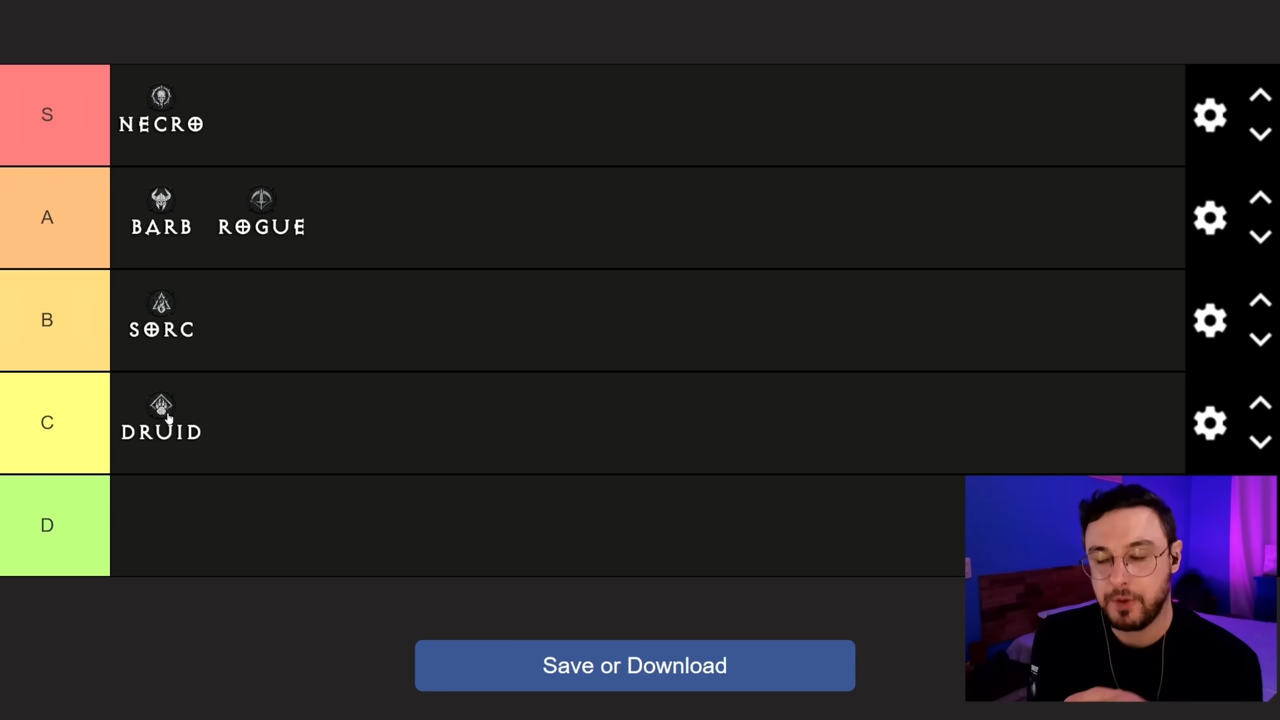 S
NECRO
A
BARB ROGUE
B
SORC
C
DRUID
D
Save or Download